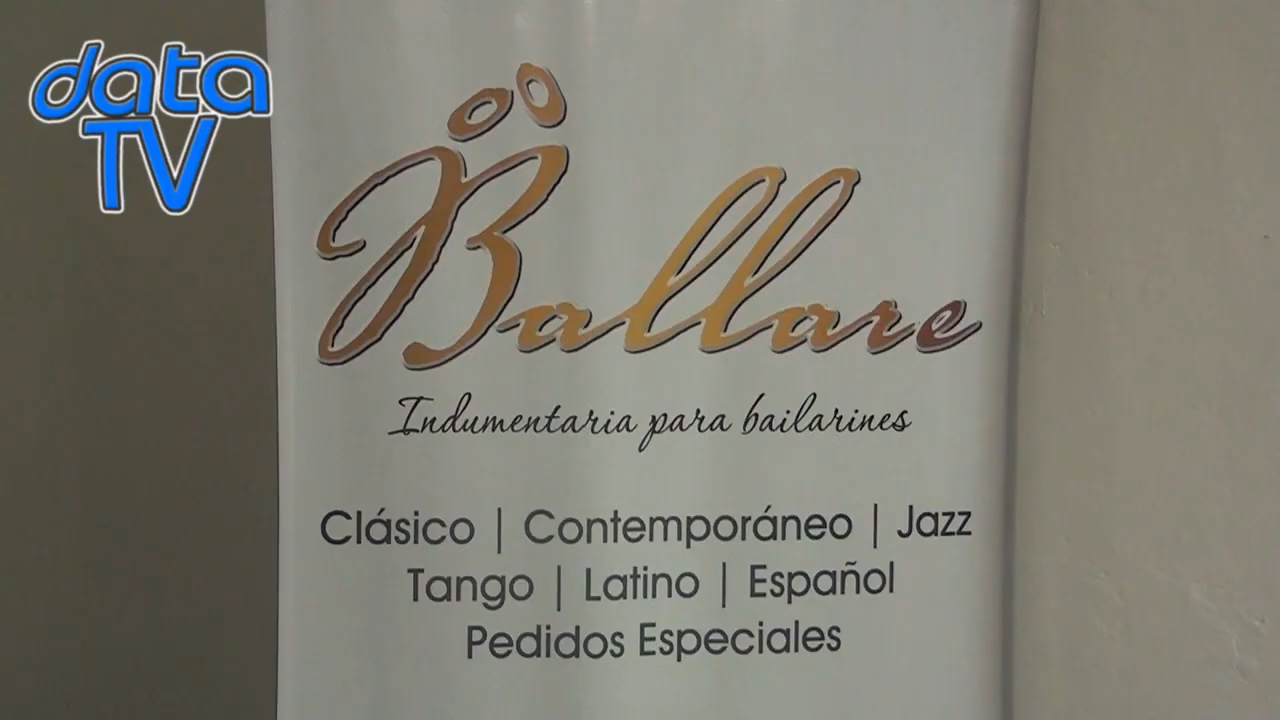 data
TV
Ballare
Indumentaria para bailarines
Clásico | Contemporáneo | Jazz
Tango | Latino | Español
Pedidos Especiales